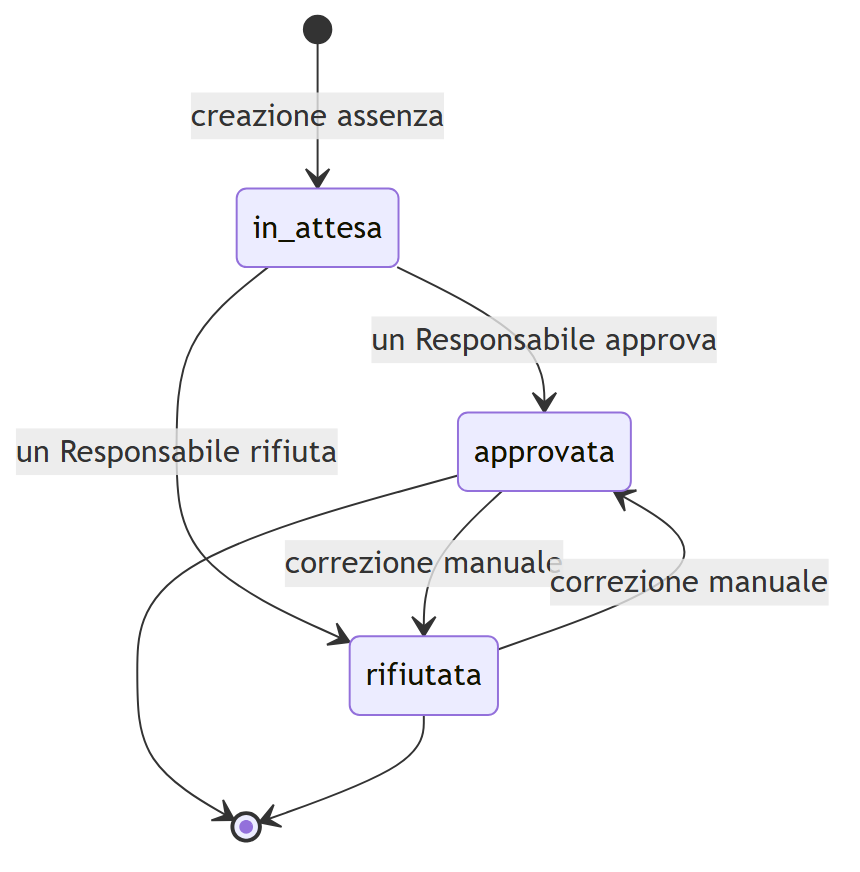 creazione assenza
in_attesa
un Responsabile approva
un Responsabile rifiuta
approvata
correzione manuale
correzione manuale
rifiutata